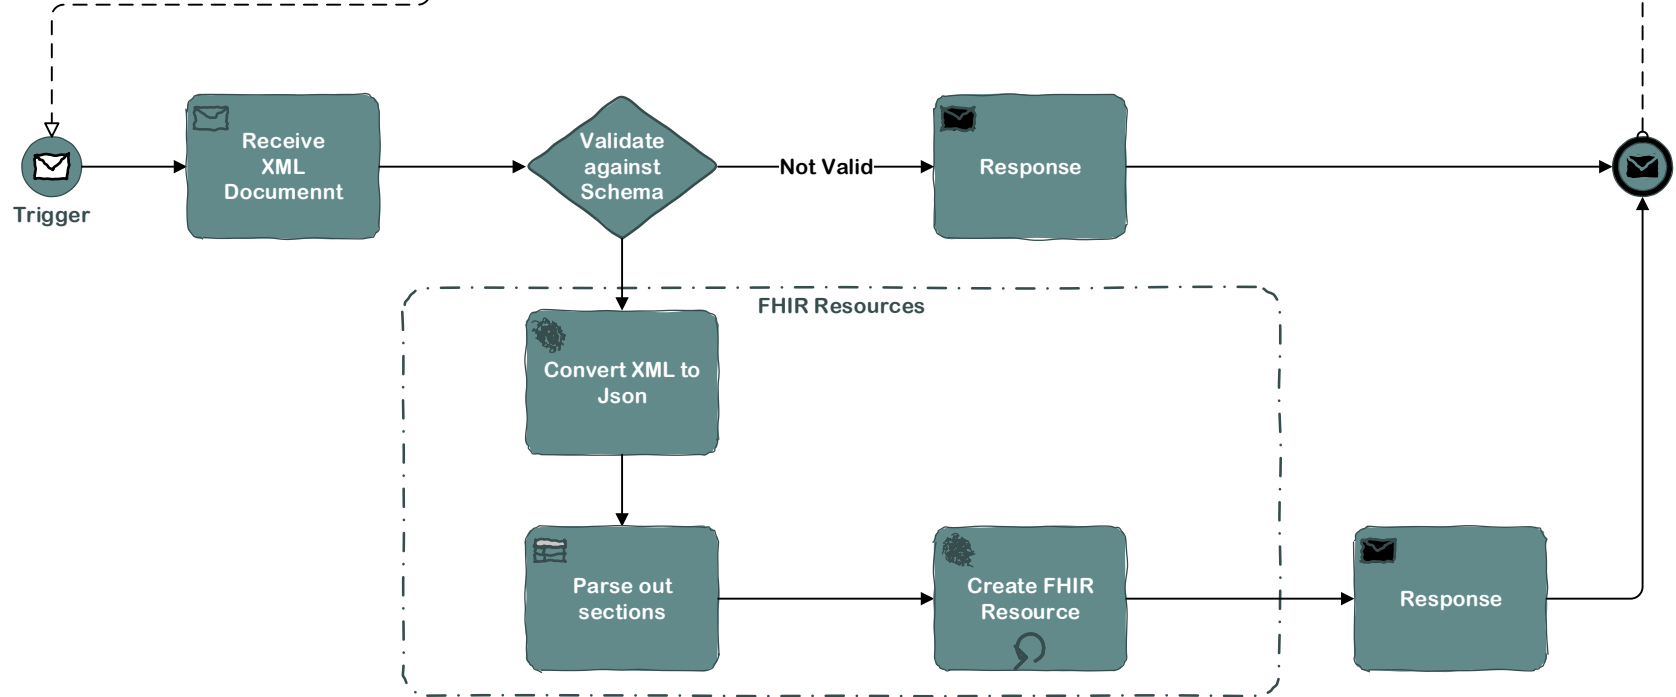 Trigger
Receive
XML
Documennt
Validate
against
Schema
Not Valid
Response
FHIR Resources
Convert XML to
Json
Parse out
sections
Create FHIR
Resource
Response